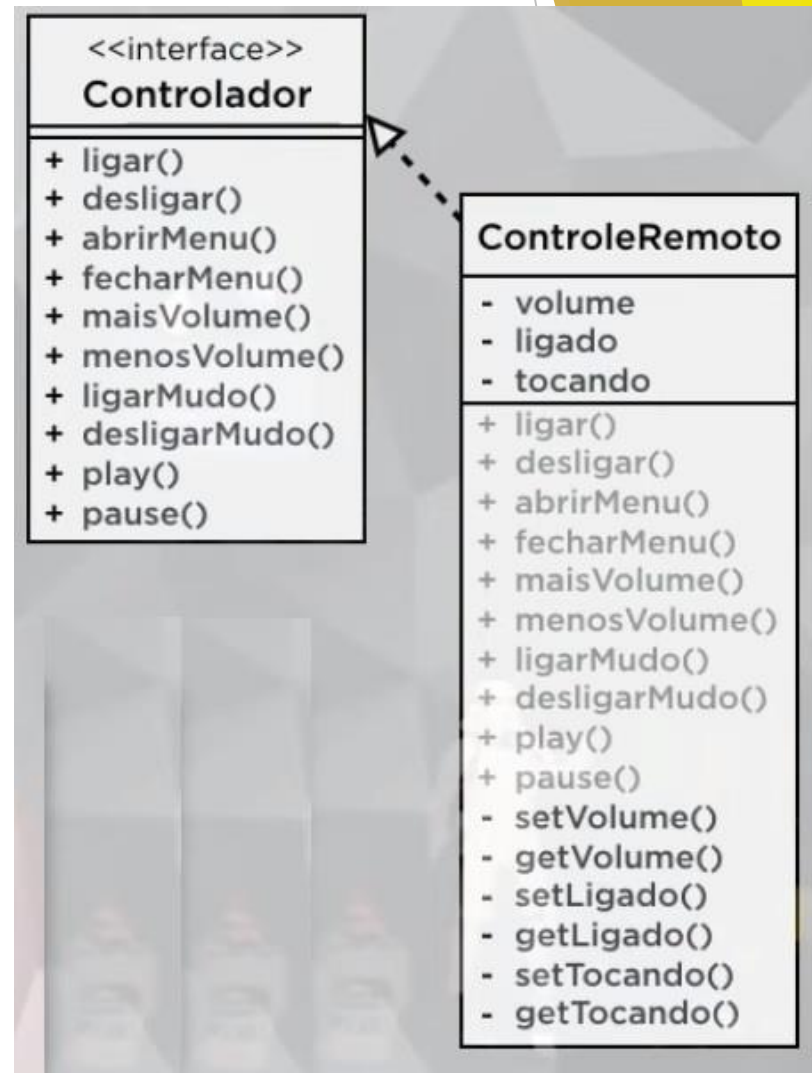 <<interface>>
Controlador
+ ligar()
+ desligar()
+ abrirMenu()
+ fecharMenu()
+ maisVolume()
+ menosVolume()
+ ligarMudo()
+ desligarMudo()
+ play()
+ pause()
ControleRemoto
- volume
- ligado
- tocando
+ ligar()
+ desligar()
+ abrirMenu()
+ fecharMenu()
+ maisVolume()
+ menosVolume()
+ ligarMudo()
+ desligarMudo()
+ play()
+ pause()
- setVolume()
- getVolume()
- setLigado()
- getLigado()
- setTocando()
- getTocando()